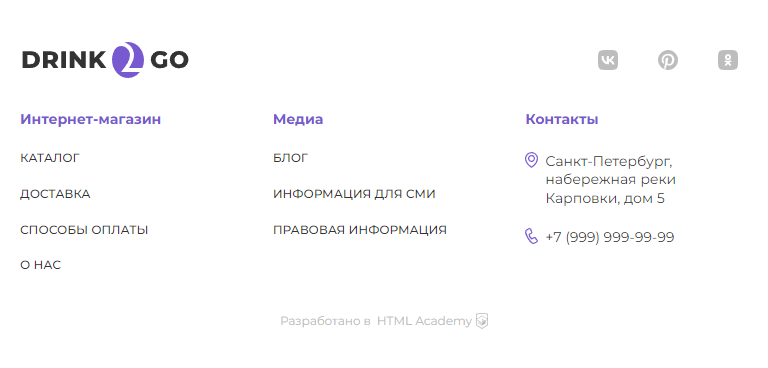 DRINK 2 GO
Интернет-магазин
КАТАЛОГ
ДОСТАВКА
СПОСОБЫ ОПЛАТЫ
О НАС
Медиа
БЛОГ
ИНФОРМАЦИЯ ДЛЯ СМИ
ПРАВОВАЯ ИНФОРМАЦИЯ
Контакты
Санкт-Петербург,
набережная реки
Карповки, дом 5
+7 (999) 999-99-99
Разработано в HTML Academy